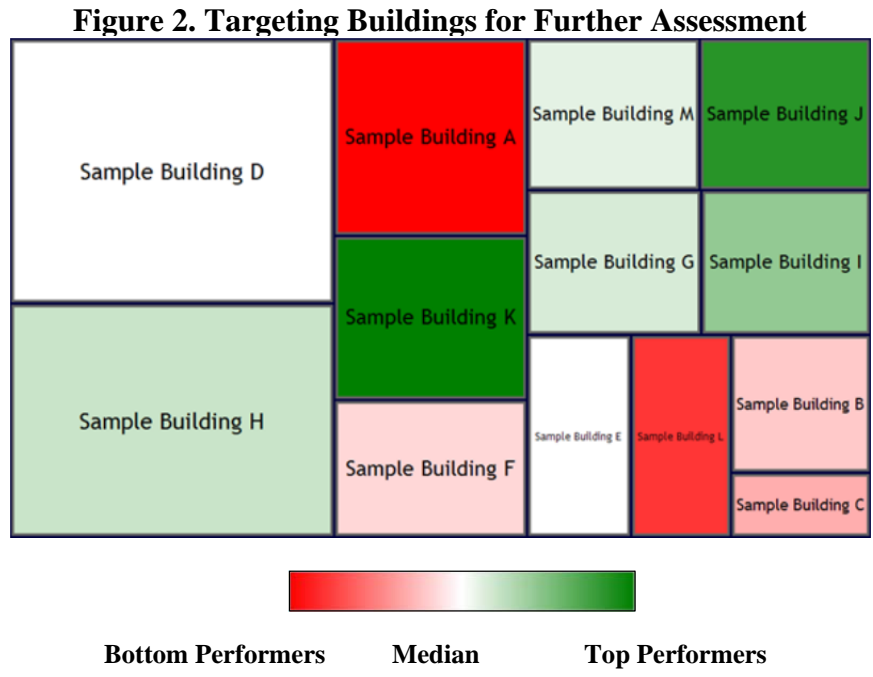 Figure 2. Targeting Buildings for Further Assessment
Sample Building D
Sample Building A
Sample Building M
Sample Building J
Sample Building G
Sample Building I
Sample Building K
Sample Building H
Sample Building F
Sample Building E
Sample Building L
Sample Building B
Sample Building C
Bottom Performers Median Top Performers